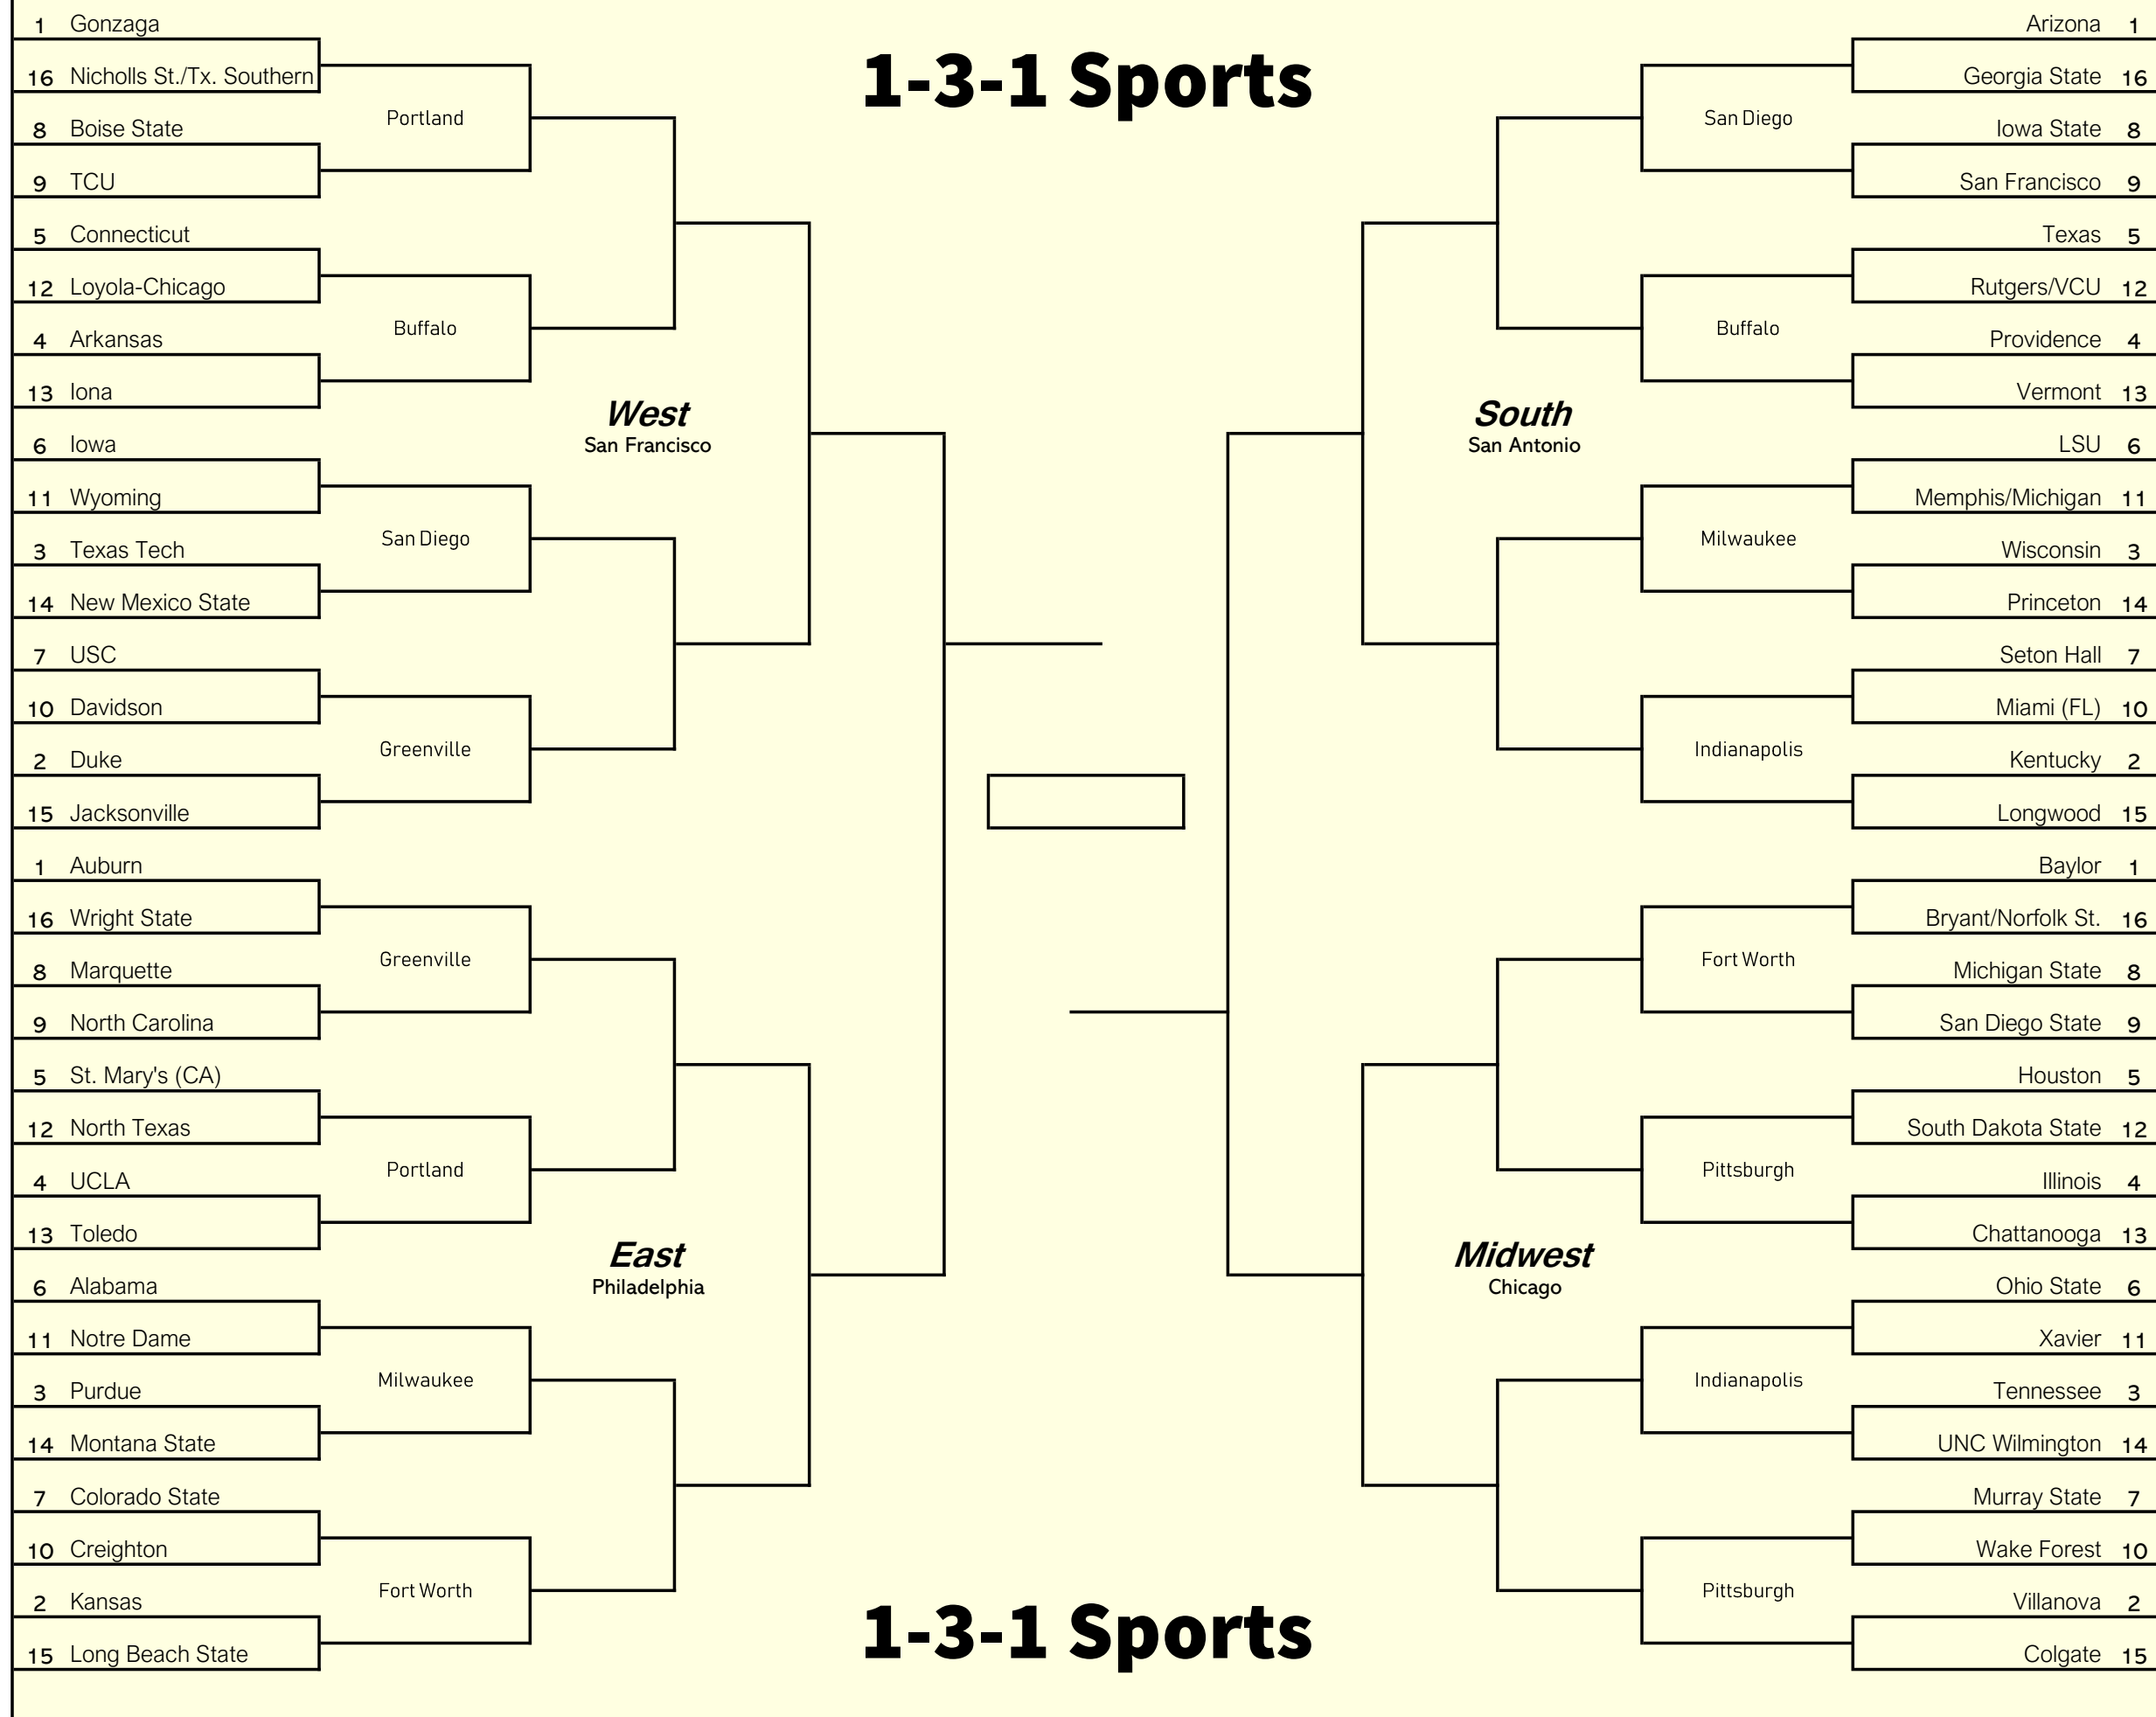 1-3-1 Sports
1 Gonzaga
16 Nicholls St./Tx. Southern
Portland
8 Boise State
9 TCU
5 Connecticut
12 Loyola-Chicago
Buffalo
4 Arkansas
13 Iona
West
San Francisco
6 Iowa
11 Wyoming
San Diego
3 Texas Tech
14 New Mexico State
7 USC
10 Davidson
Greenville
2 Duke
15 Jacksonville
1 Auburn
16 Wright State
Greenville
8 Marquette
9 North Carolina
5 St. Mary's (CA)
12 North Texas
Portland
4 UCLA
13 Toledo
East
Philadelphia
6 Alabama
11 Notre Dame
Milwaukee
3 Purdue
14 Montana State
7 Colorado State
10 Creighton
Fort Worth
2 Kansas
15 Long Beach State
Arizona 1
Georgia State 16
San Diego
Iowa State 8
San Francisco 9
Texas 5
Rutgers/VCU 12
Buffalo
Providence 4
Vermont 13
South
San Antonio
LSU 6
Memphis/Michigan 11
Milwaukee
Wisconsin 3
Princeton 14
Seton Hall 7
Miami (FL) 10
Indianapolis
Kentucky 2
Longwood 15
Baylor 1
Bryant/Norfolk St. 16
Fort Worth
Michigan State 8
San Diego State 9
Houston 5
South Dakota State 12
Pittsburgh
Illinois 4
Chattanooga 13
Midwest
Chicago
Ohio State 6
Xavier 11
Indianapolis
Tennessee 3
UNC Wilmington 14
Murray State 7
Wake Forest 10
Pittsburgh
Villanova 2
Colgate 15
1-3-1 Sports